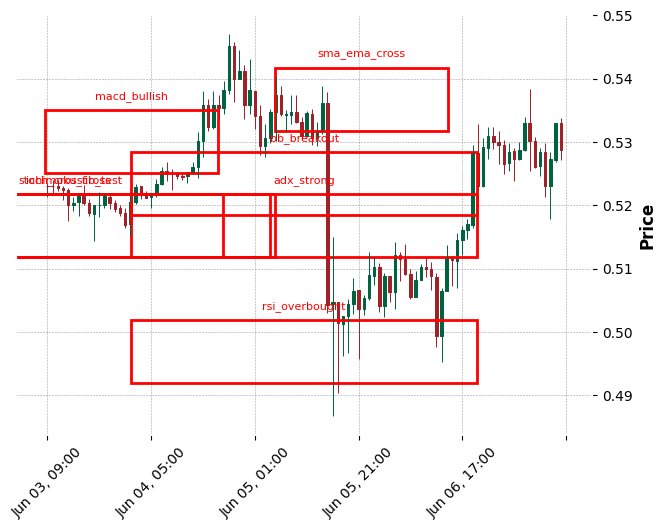 0.55
sma_ema_cross
0.54
macd_bullish
0.53
bb_breakout
adx_strong
0.52
0.51
rsi_overbought
0.50
0.49
Price
Jun 03, 09:00
Jun 04, 05:00
Jun 05, 01:00
Jun 05, 21:00
Jun 06, 17:00